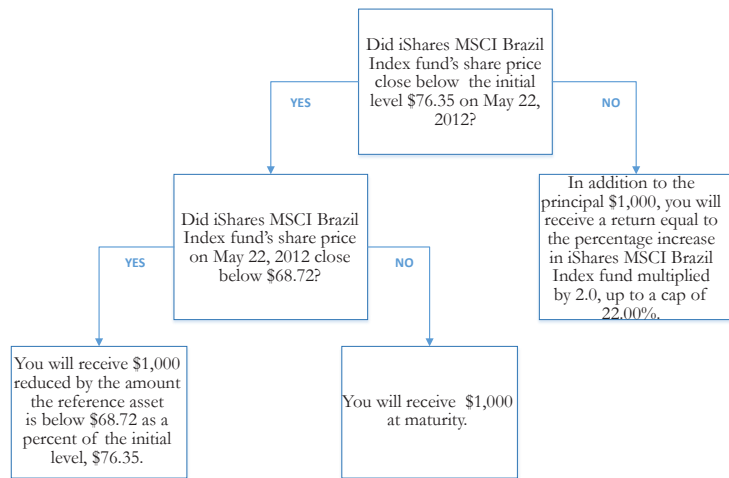 Did iShares MSCI Brazil
Index fund's share price
close below the initial
level $76.35 on May 22,
2012?
YES
NO
Did iShares MSCI Brazil
Index fund's share price
on May 22, 2012 close
below $68.72?
In addition to the
principal $1,000, you will
receive a return equal to
the percentage increase
in iShares MSCI Brazil
Index fund multiplied
by 2.0, up to a cap of
22.00%.
YES
NO
You will receive $1,000
reduced by the amount
the reference asset
is below $68.72 as a
percent of the initial
level, $76.35.
You will receive $1,000
at maturity.